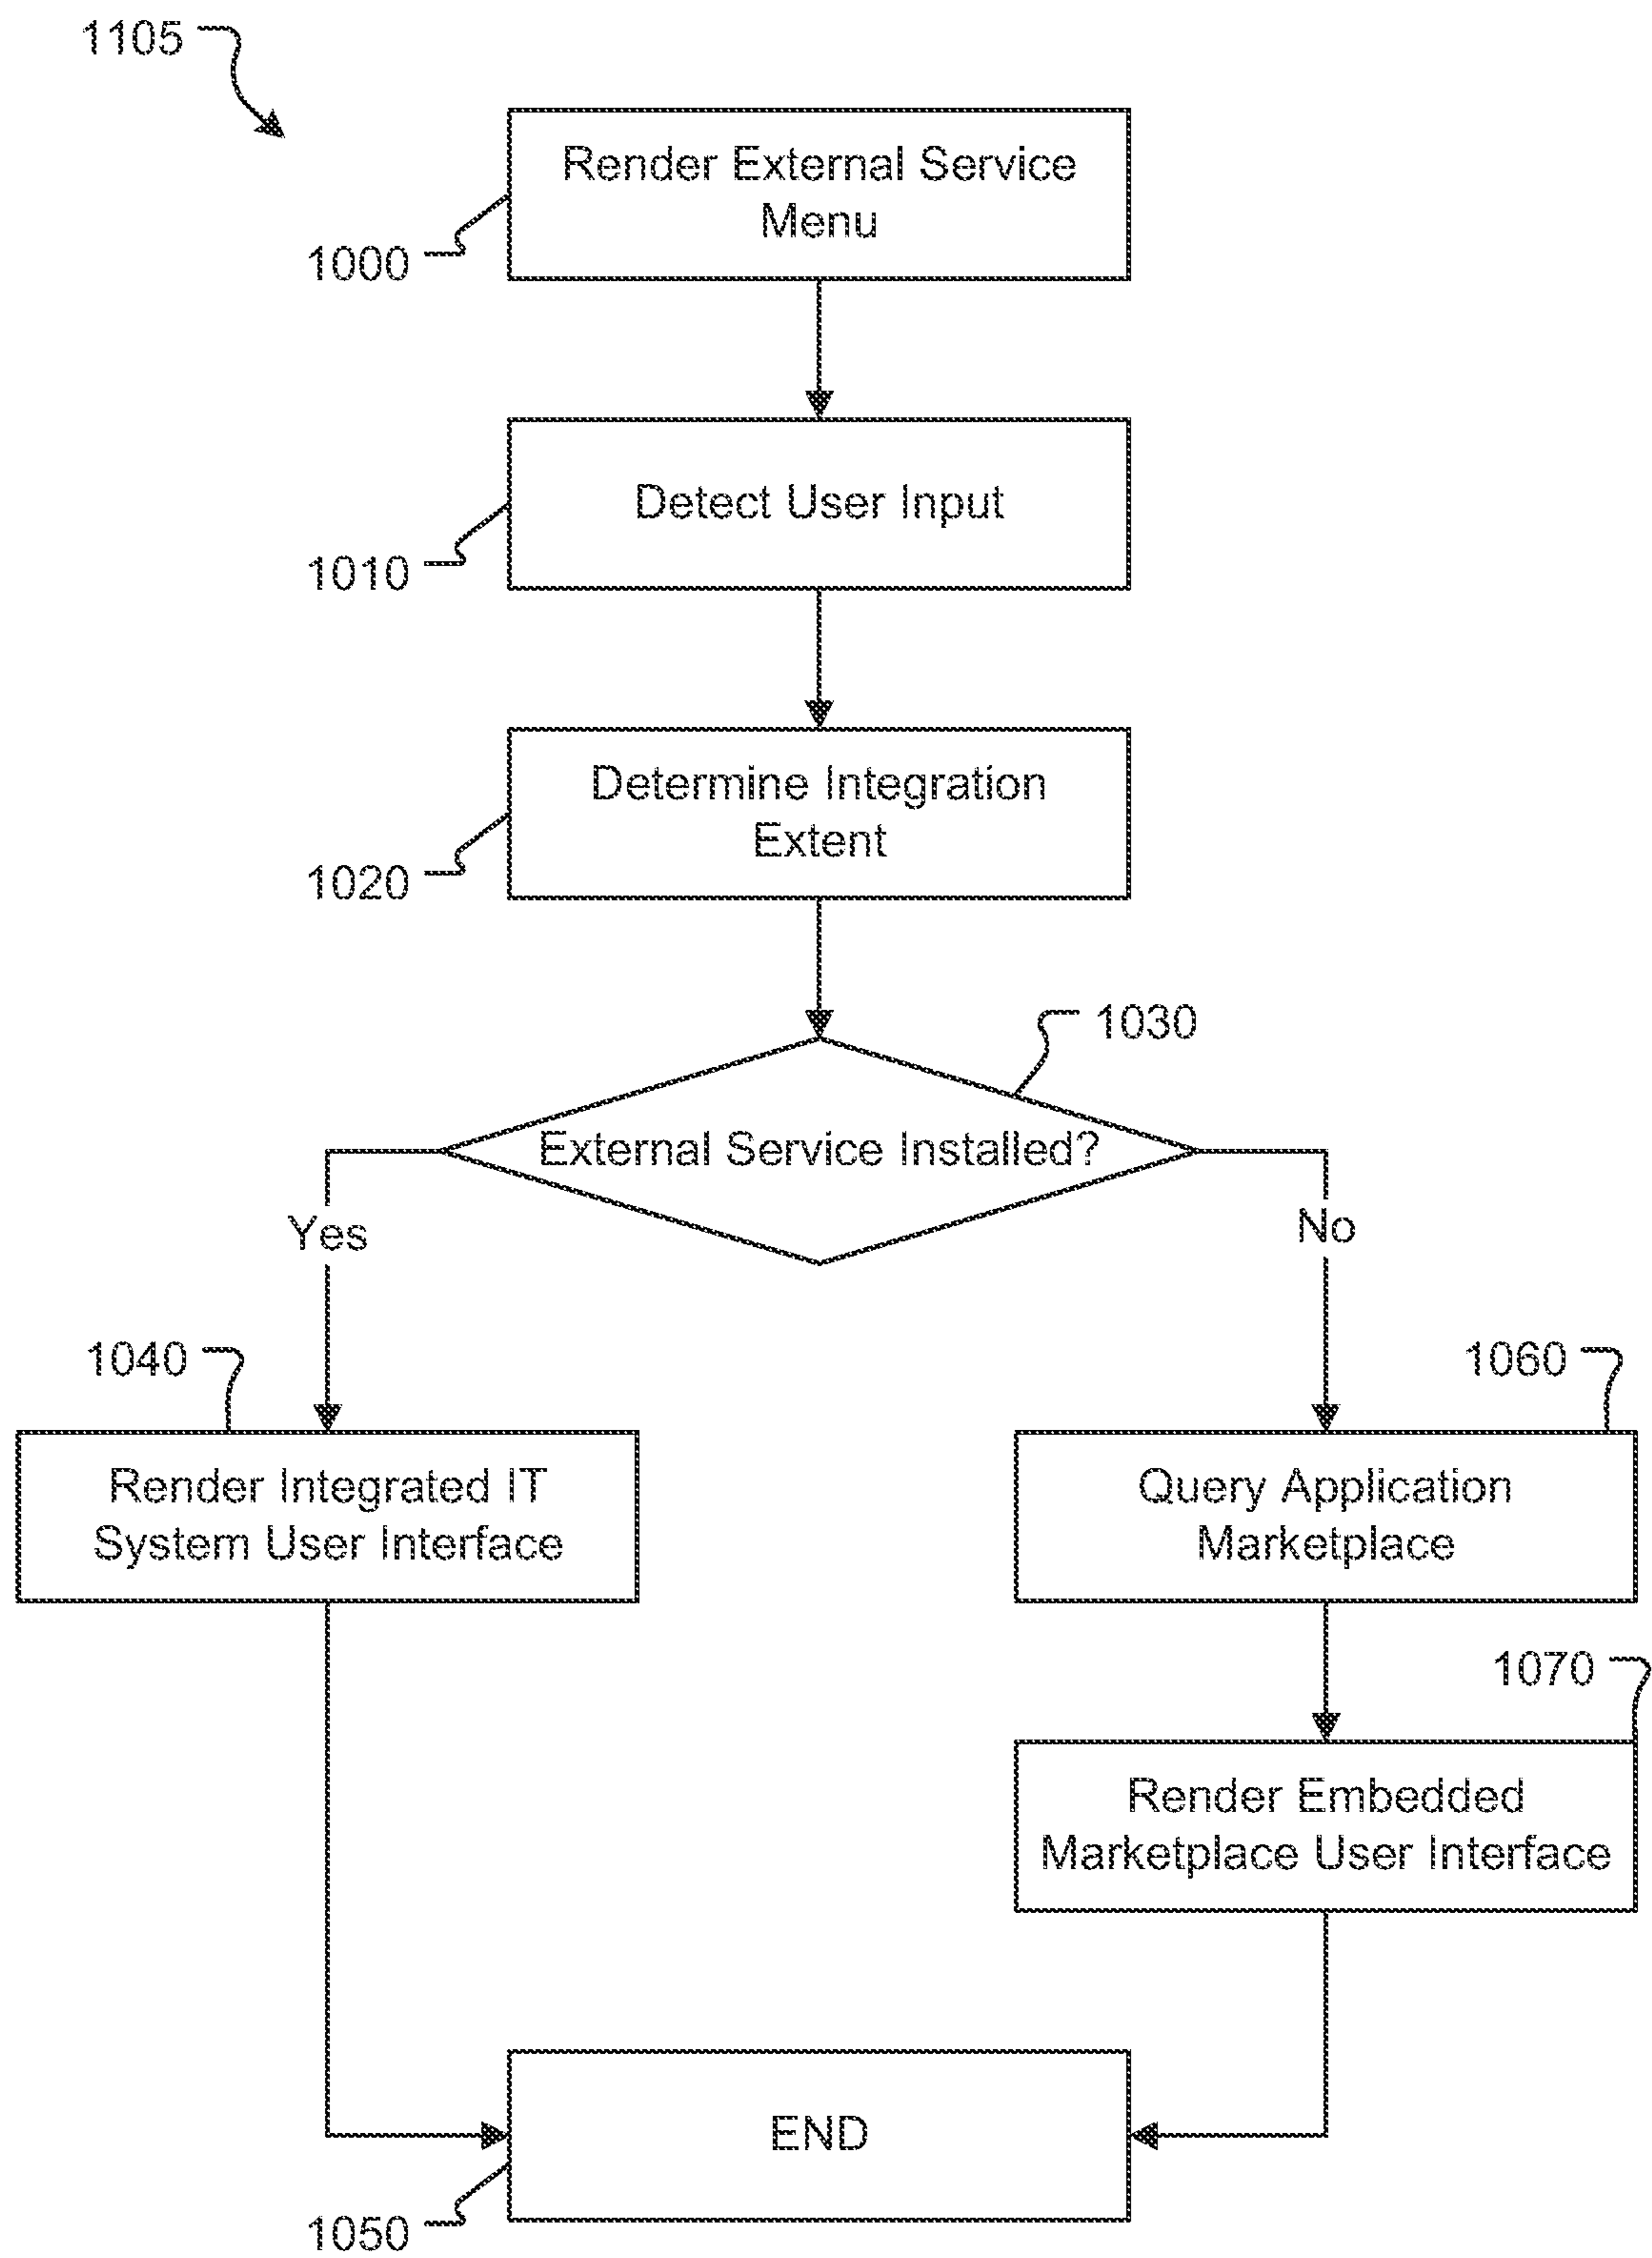 1105
Render External Service
Menu
1000
Detect User Input
1010
Determine Integration
Extent
1020
1030
External Service Installed?
Yes
No
1040
1060
Render Integrated IT
System User Interface
Query Application
Marketplace
1070
Render Embedded
Marketplace User Interface
END
1050